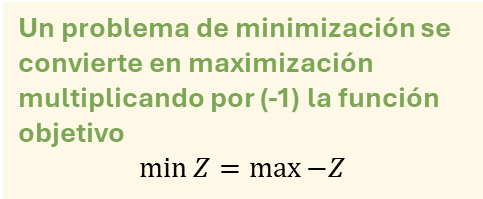 Un problema de minimización se
convierte en maximización
multiplicando por (-1) la función
objetivo
min Z = max −Z